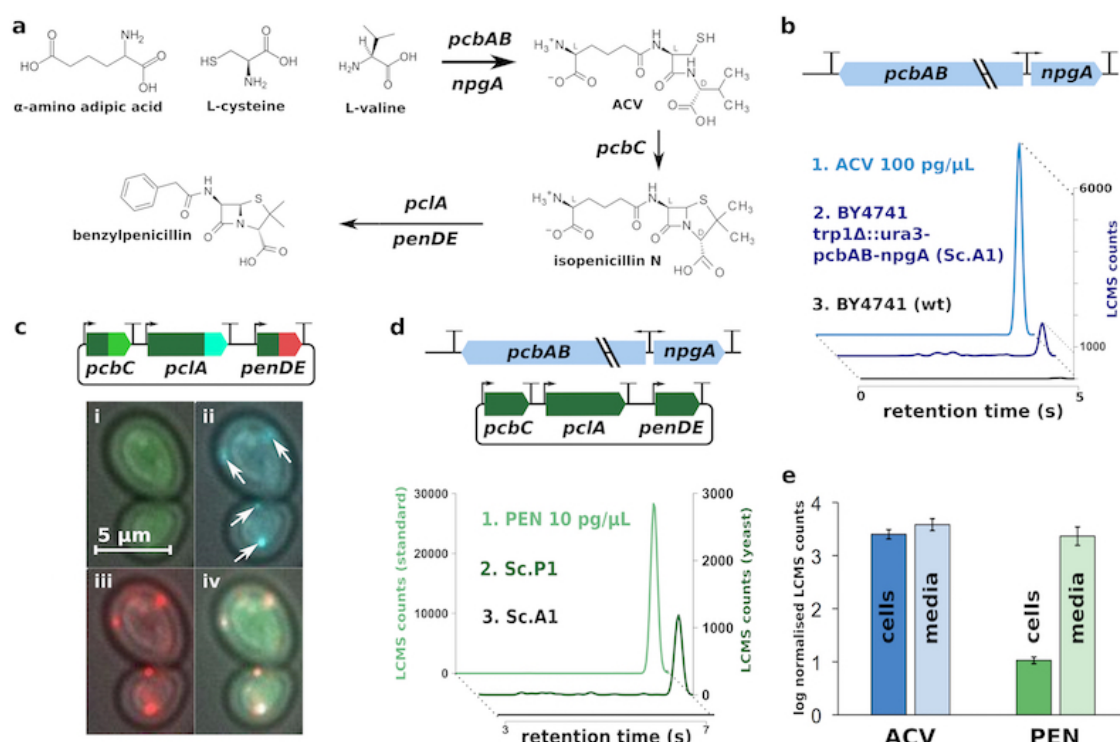 a
α-amino adipic acid
L-cysteine
L-valine
pcbAB
npgA
ACV
pcbC
isopenicillin N
pclA
penDE
benzylpenicillin
b
pcbAB
npgA
1. ACV 100 pg/μL
2. BY4741
trp1Δ::ura3-
pcbAB-npgA (Sc.A1)
3. BY4741 (wt)
6000
1000
LCMS counts
0
5
retention time (s)
c
pcbC
pclA
penDE
i
ii
5 μm
iii
iv
d
pcbAB
npgA
pcbC
pclA
penDE
30000
20000
10000
0
LCMS counts (standard)
1. PEN 10 pg/μL
2. Sc.P1
3. Sc.A1
3000
2000
1000
0
LCMS counts (yeast)
3
7
retention time (s)
e
log normalised LCMS counts
4
3
2
1
0
cells
media
cells
media
ACV
PEN